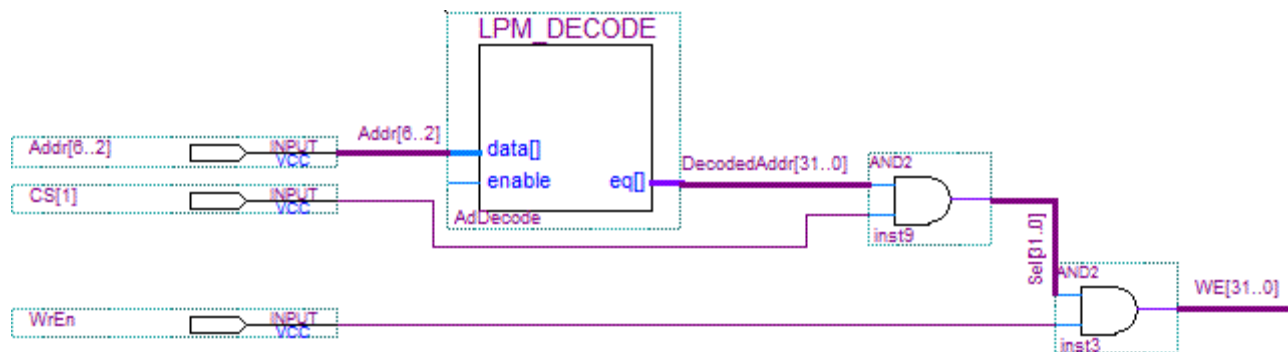 LPM_DECODE
Addr[6..2]
INPUT
VCC
Addr[6..2]
data[]
CS[1]
INPUT
VCC
enable
eq[]
DecodedAddr[31..0]
AND2
AdDecode
inst9
Sel[31..0]
AND2
WE[31..0]
WrEn
INPUT
VCC
inst3